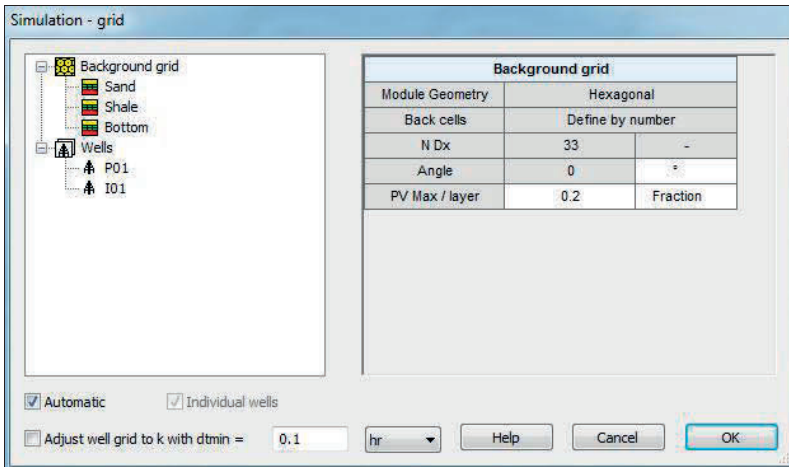 Simulation - grid
Background grid
Sand
Shale
Bottom
Wells
P01
I01
Background grid
Module Geometry Hexagonal
Back cells Define by number
N Dx 33 -
Angle 0 °
PV Max / layer 0.2 Fraction
Automatic Individual wells
Adjust well grid to k with dtmin = 0.1 hr Help Cancel OK